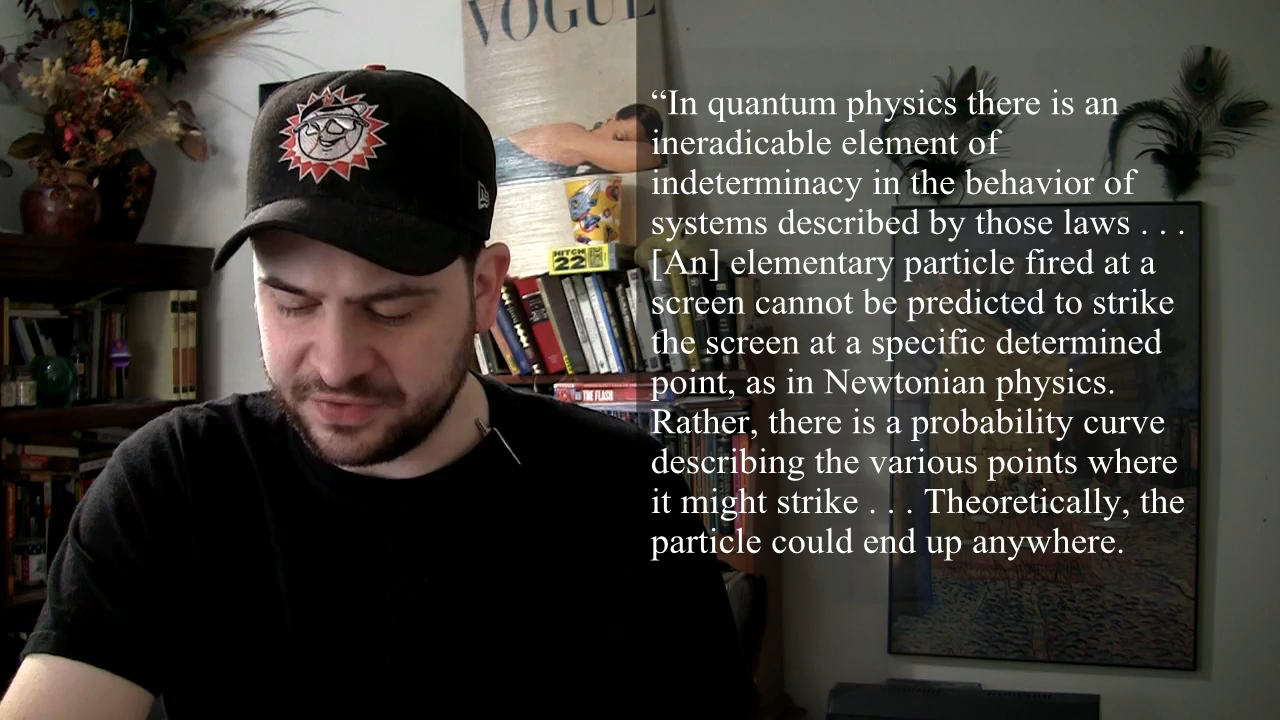 VOGUE
HITCH
22
THE FLASH
“In quantum physics there is an
ineradicable element of
indeterminacy in the behavior of
systems described by those laws . . .
[An] elementary particle fired at a
screen cannot be predicted to strike
the screen at a specific determined
point, as in Newtonian physics.
Rather, there is a probability curve
describing the various points where
it might strike . . . Theoretically, the
particle could end up anywhere.